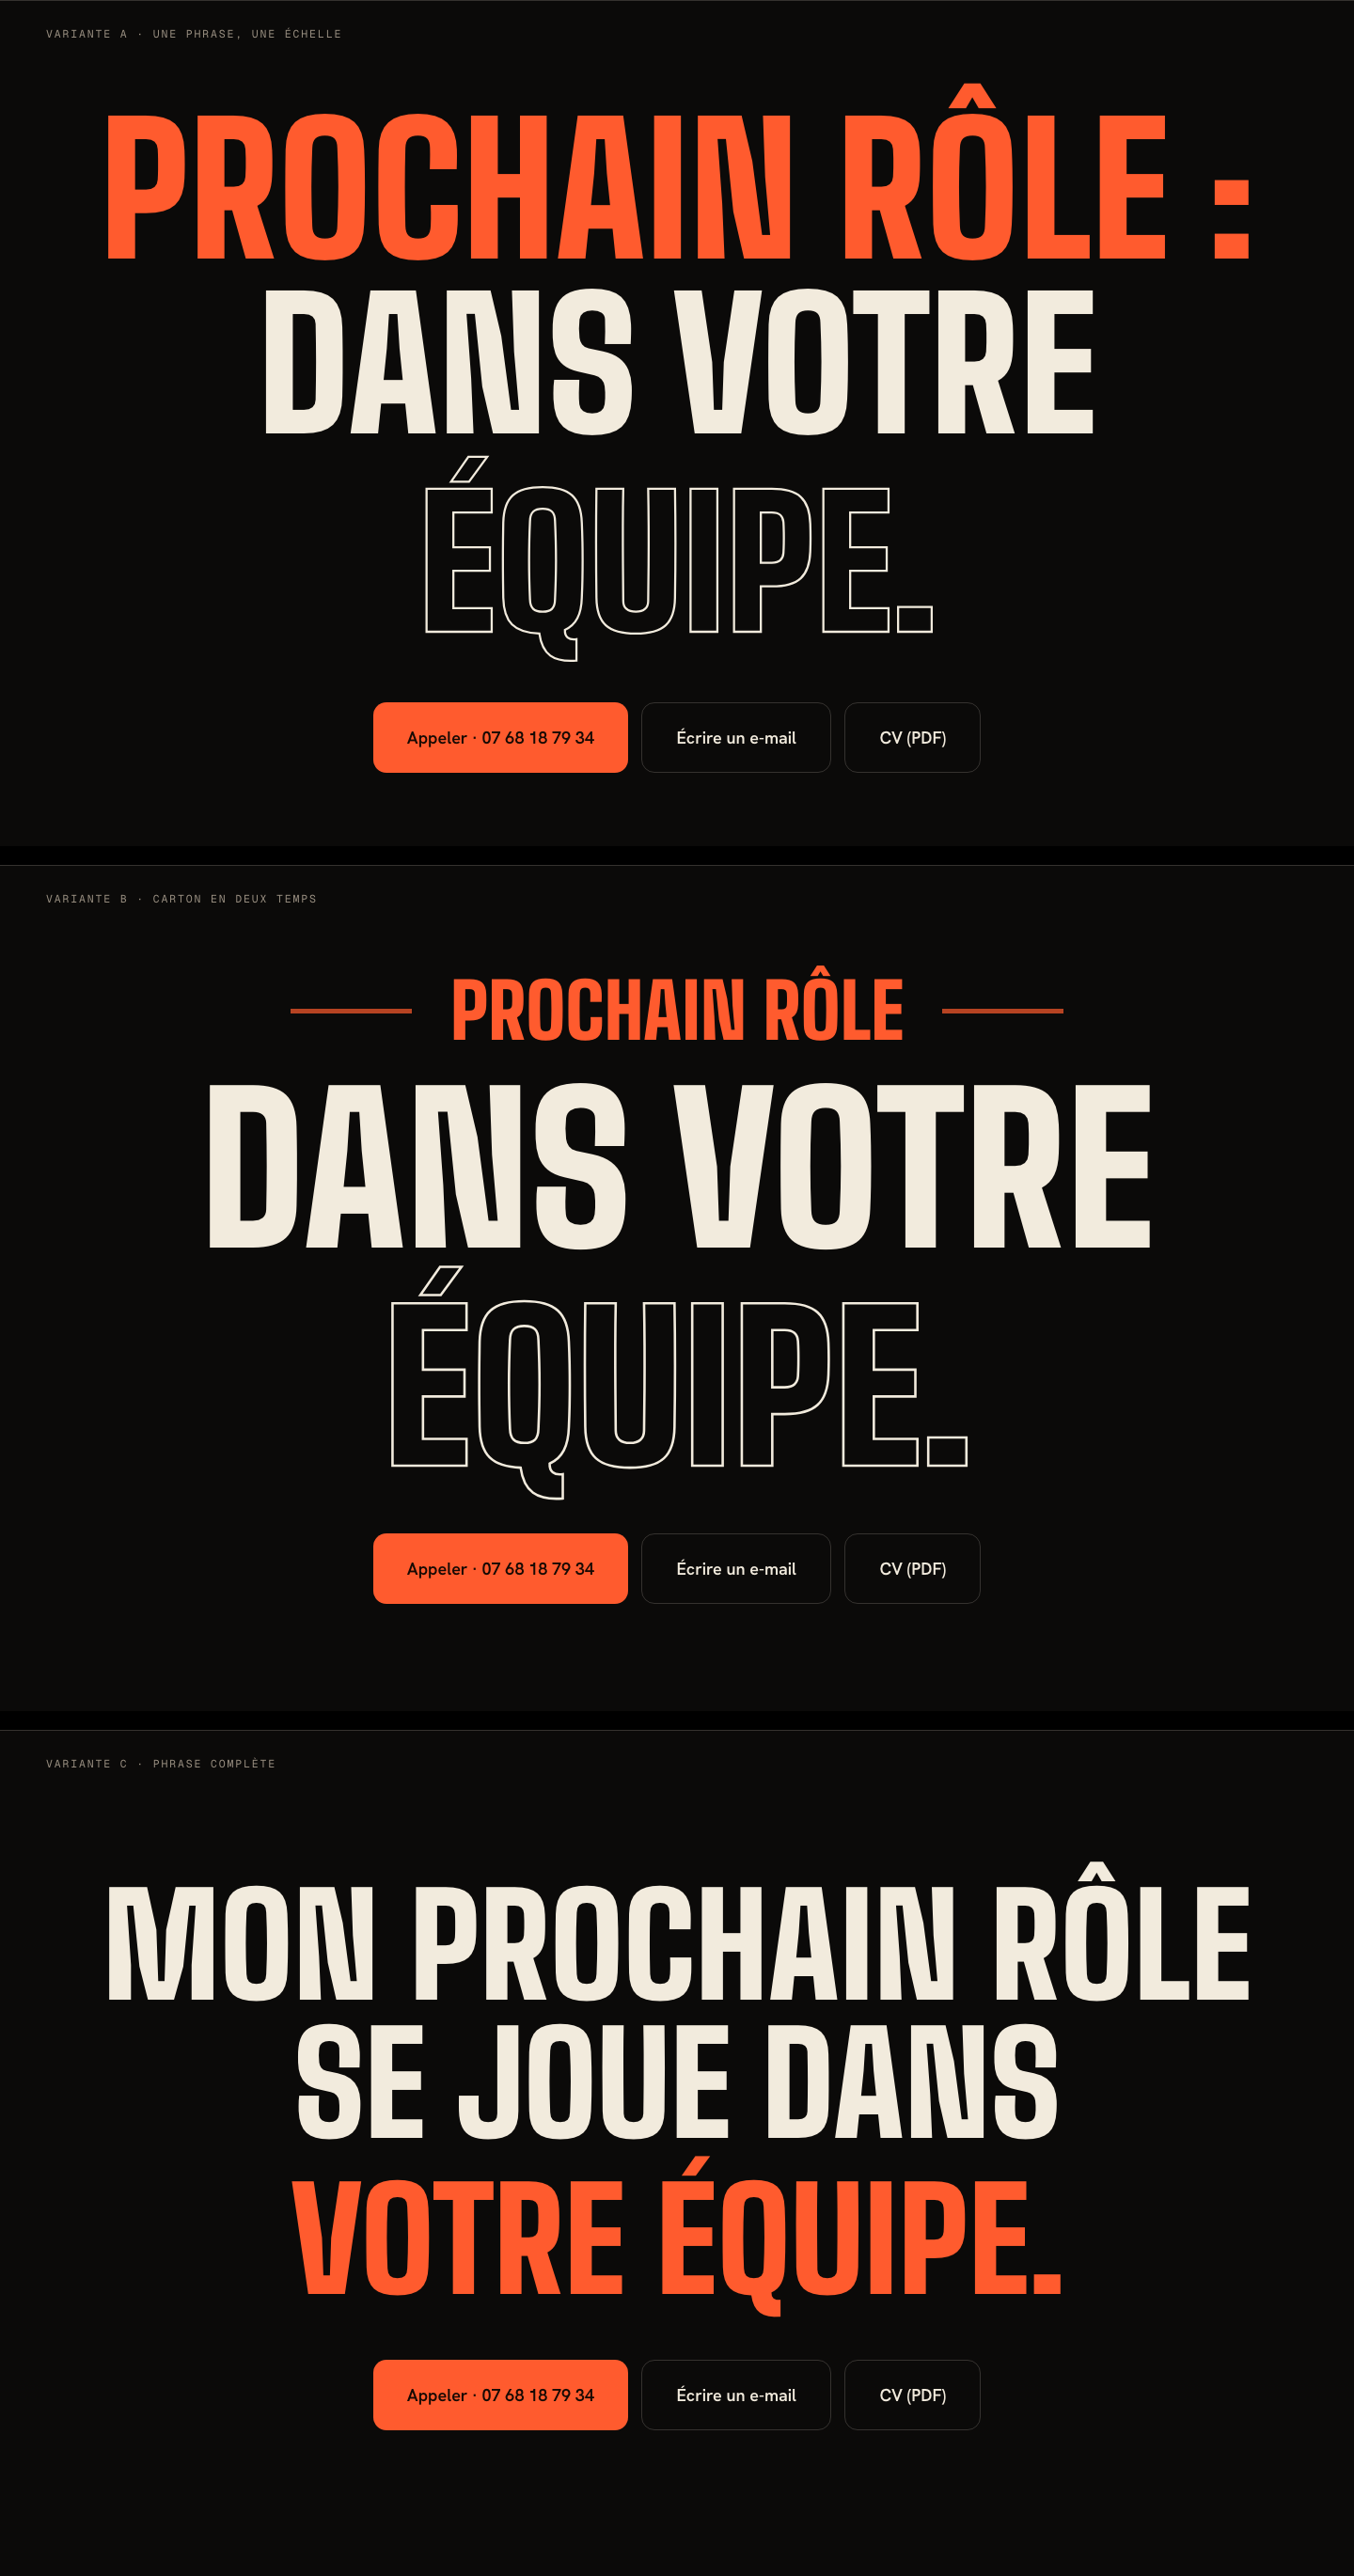 VARIANTE A · UNE PHRASE, UNE ÉCHELLE
PROCHAIN RÔLE :
DANS VOTRE
ÉQUIPE.
Appeler · 07 68 18 79 34
Écrire un e-mail
CV (PDF)
VARIANTE B · CARTON EN DEUX TEMPS
PROCHAIN RÔLE
DANS VOTRE
ÉQUIPE.
Appeler · 07 68 18 79 34
Écrire un e-mail
CV (PDF)
VARIANTE C · PHRASE COMPLÈTE
MON PROCHAIN RÔLE
SE JOUE DANS
VOTRE ÉQUIPE.
Appeler · 07 68 18 79 34
Écrire un e-mail
CV (PDF)